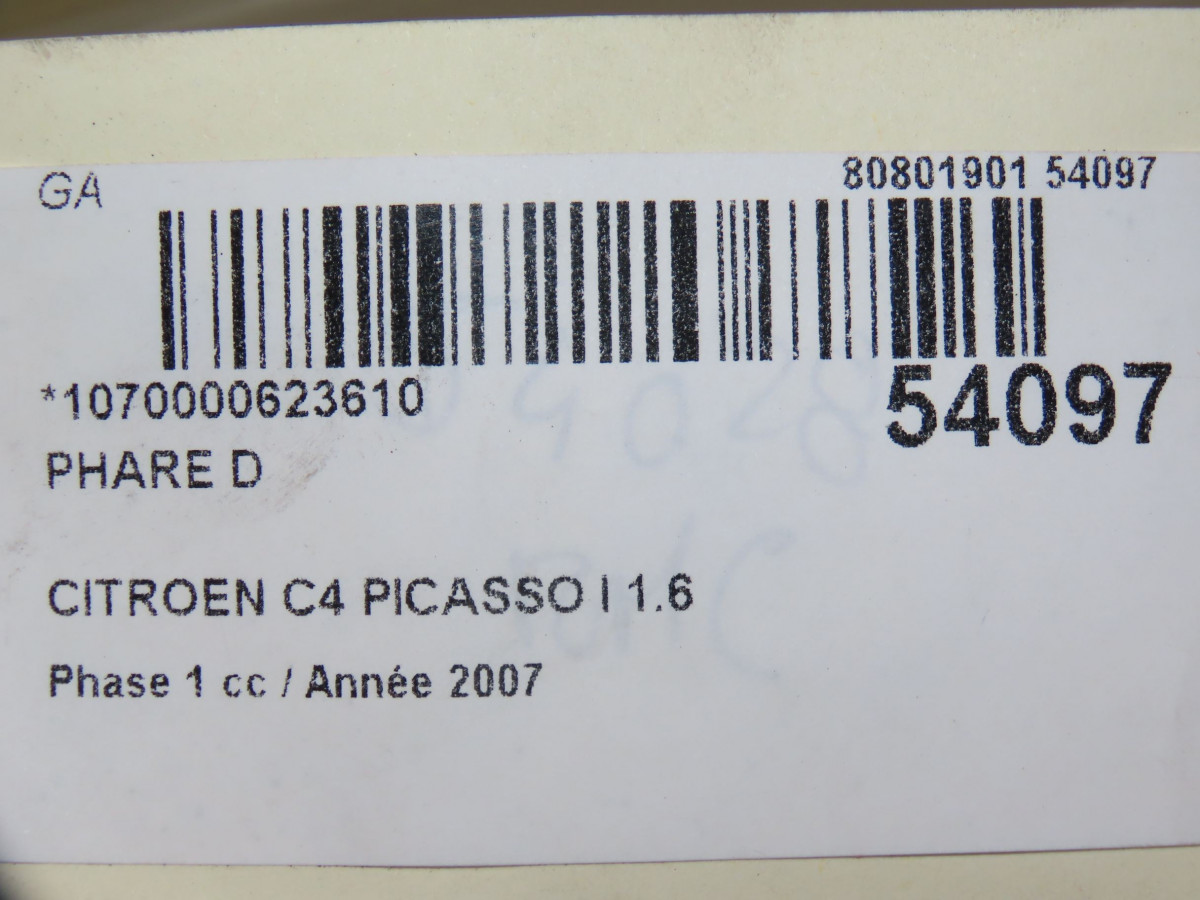 GA
80801901 54097
*1070000623610
54097
PHARE D
CITROEN C4 PICASSO I 1.6
Phase 1 cc / Année 2007